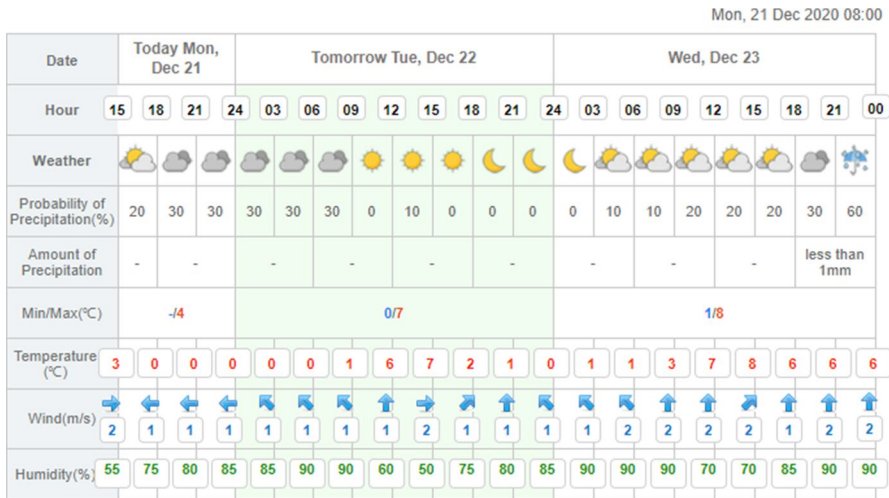 Mon, 21 Dec 2020 08:00
Date Today Mon, Dec 21 Tomorrow Tue, Dec 22 Wed, Dec 23
Hour 15 18 21 24 03 06 09 12 15 18 21 24 03 06 09 12 15 18 21 00
Weather
Probability of Precipitation(%) 20 30 30 30 30 30 0 10 0 0 0 0 10 10 20 20 20 30 60
Amount of Precipitation - - - - - - - - - less than 1mm
Min/Max(℃) -/4 0/7 1/8
Temperature (℃) 3 0 0 0 0 0 1 6 7 2 1 0 1 1 3 7 8 6 6 6
Wind(m/s) 2 1 1 1 1 1 1 1 2 1 1 1 1 2 2 2 2 1 2 2
Humidity(%) 55 75 80 85 85 90 90 60 50 75 80 85 90 90 90 70 70 85 90 90